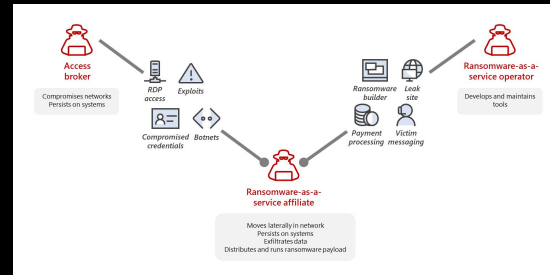 Access
broker
Compromises networks
Persists on systems
RDP
access
Exploits
Compromised
credentials
Botnets
Ransomware
builder
Leak
site
Payment
processing
Victim
messaging
Ransomware-as-a-
service operator
Develops and maintains
tools
Ransomware-as-a-
service affiliate
Moves laterally in network
Persists on systems
Exfiltrates data
Distributes and runs ransomware payload